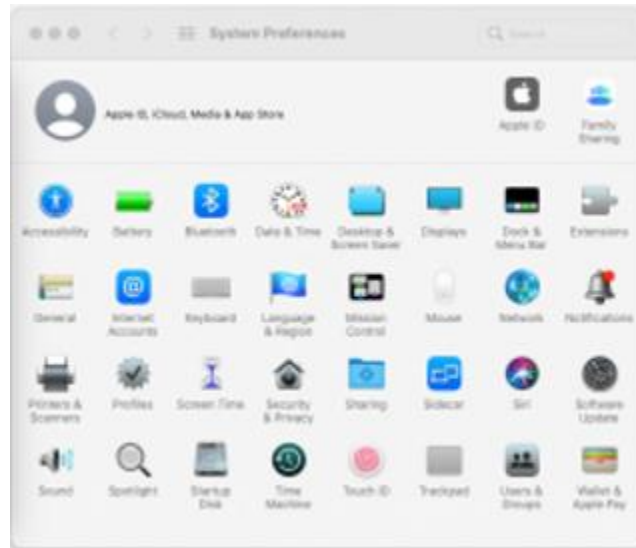 System Preferences
Search
Apple ID, iCloud, Media & App Store
Apple ID
Family
Sharing
Accessibility
Battery
Bluetooth
Date & Time
Desktop &
Screen Saver
Displays
Dock &
Menu Bar
Extensions
General
Internet
Accounts
Keyboard
Language
& Region
Mission
Control
Mouse
Network
Notifications
Printers &
Scanners
Profiles
Screen Time
Security
& Privacy
Sharing
Sidecar
Siri
Software
Update
Sound
Spotlight
Startup
Disk
Time
Machine
Touch ID
Trackpad
Users &
Groups
Wallet &
Apple Pay